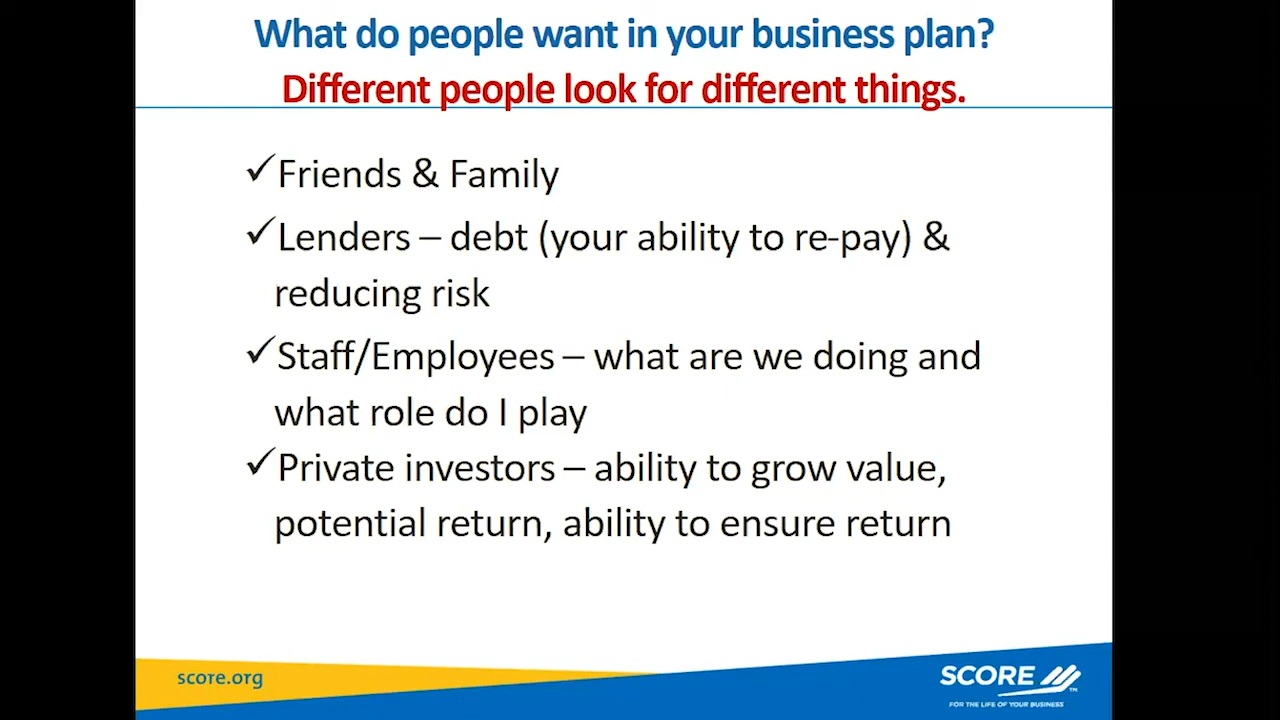 What do people want in your business plan?
Different people look for different things.
✓Friends & Family
✓Lenders – debt (your ability to re-pay) &
reducing risk
✓Staff/Employees – what are we doing and
what role do I play
✓Private investors – ability to grow value,
potential return, ability to ensure return
score.org
SCORE
TM
FOR THE LIFE OF YOUR BUSINESS